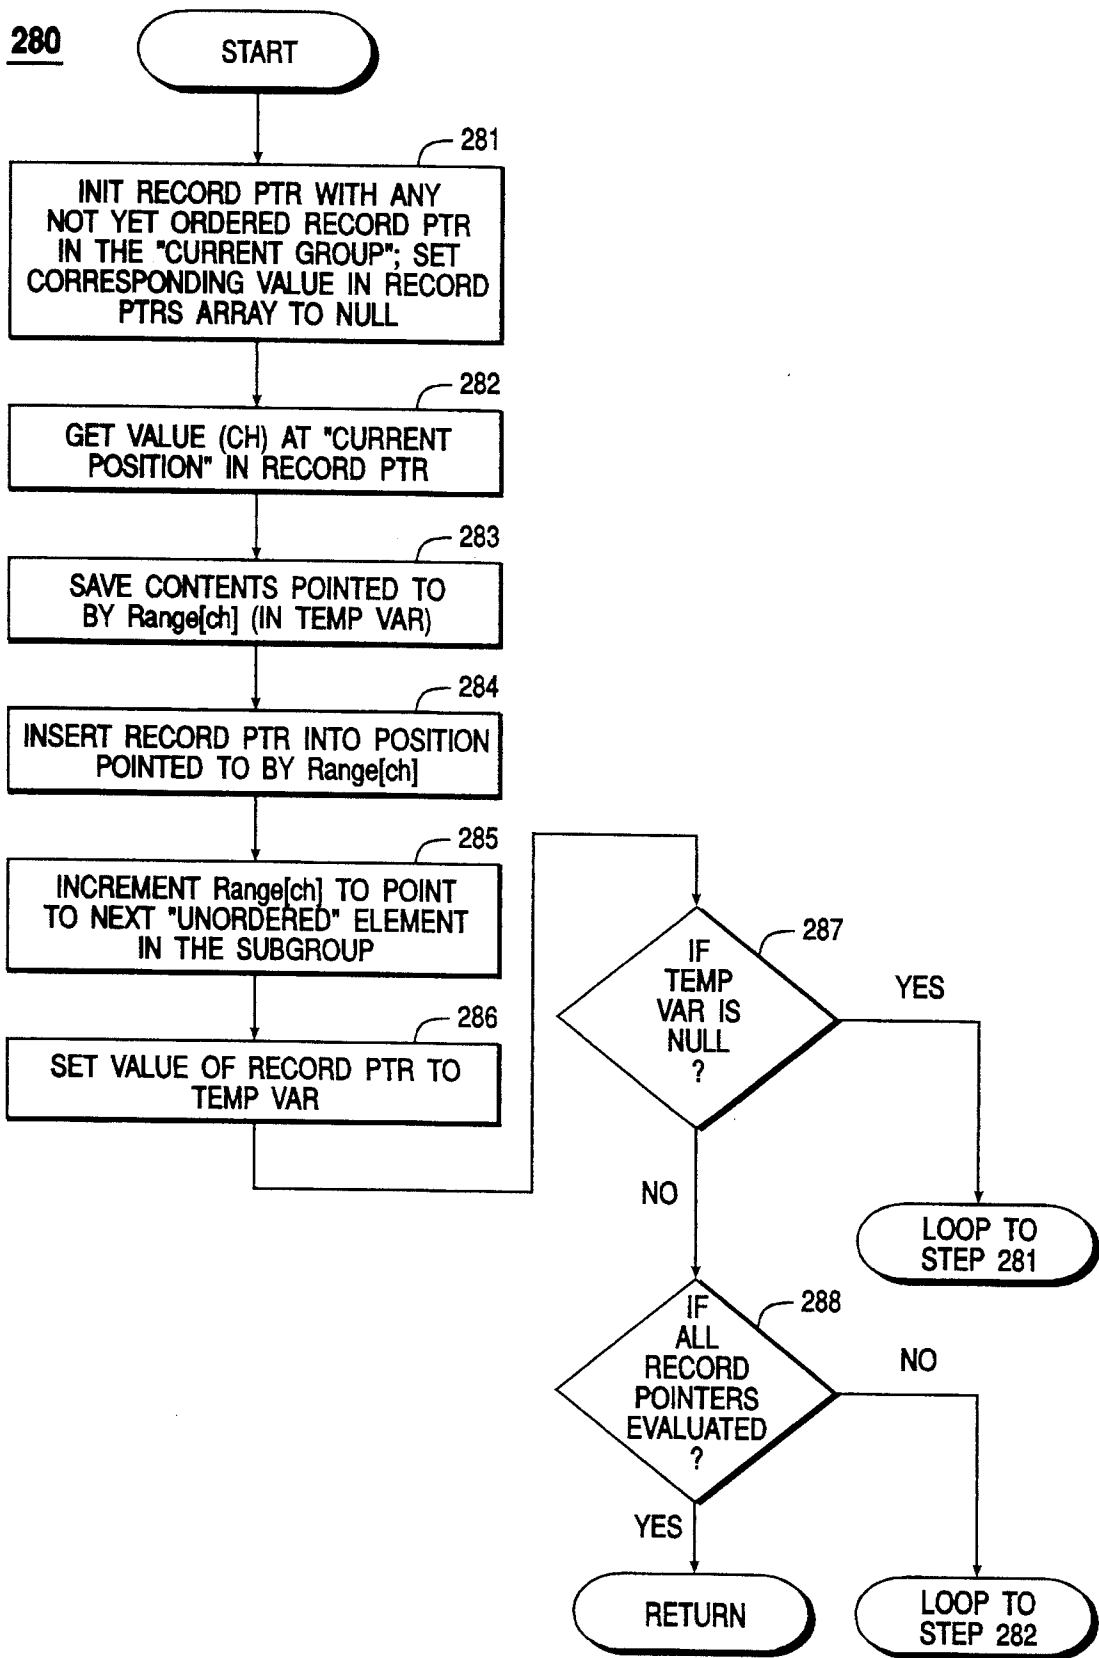 280
START
281
INIT RECORD PTR WITH ANY
NOT YET ORDERED RECORD PTR
IN THE "CURRENT GROUP"; SET
CORRESPONDING VALUE IN RECORD
PTRS ARRAY TO NULL
282
GET VALUE (CH) AT "CURRENT
POSITION" IN RECORD PTR
283
SAVE CONTENTS POINTED TO
BY Range[ch] (IN TEMP VAR)
284
INSERT RECORD PTR INTO POSITION
POINTED TO BY Range[ch]
285
INCREMENT Range[ch] TO POINT
TO NEXT "UNORDERED" ELEMENT
IN THE SUBGROUP
286
SET VALUE OF RECORD PTR TO
TEMP VAR
287
IF
TEMP
VAR IS
NULL
?
YES
NO
LOOP TO
STEP 281
288
IF
ALL
RECORD
POINTERS
EVALUATED
?
NO
YES
RETURN
LOOP TO
STEP 282